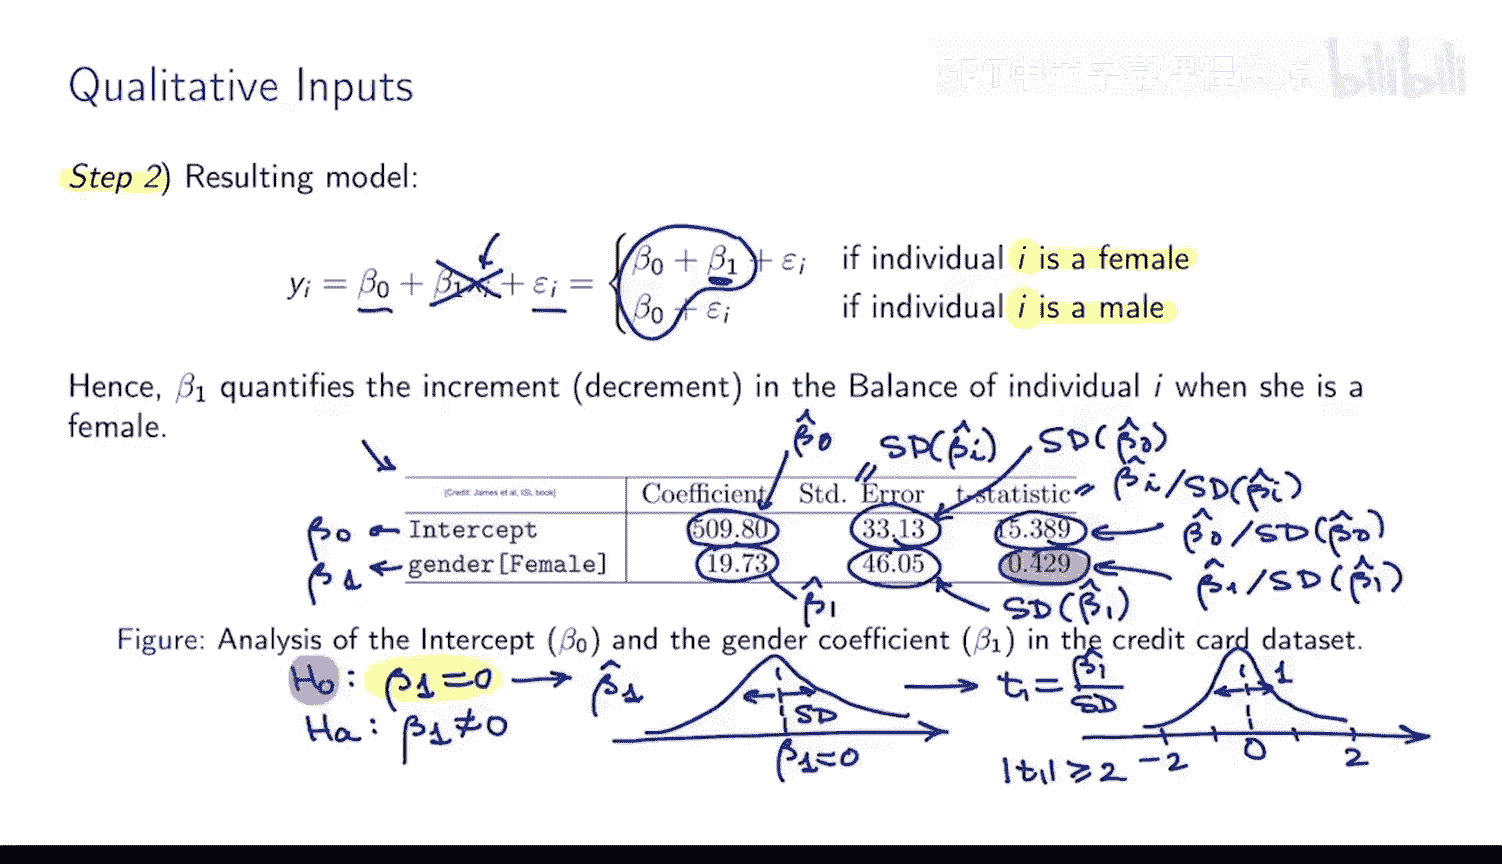 Qualitative Inputs
bilibili
Step 2) Resulting model:
yᵢ = β₀ + β₁ + εᵢ = { β₀ + β₁ + εᵢ if individual i is a female
β₀ + εᵢ if individual i is a male
Hence, β₁ quantifies the increment (decrement) in the Balance of individual i when she is a
female.
β̂₀ SD(β̂ᵢ) SD(β̂₀)
[Credit: James et al, ISL book] Coefficient Std. Error t-statistic = β̂ᵢ/SD(β̂ᵢ)
β₀ ← Intercept 509.80 33.13 15.389 ← β̂₀/SD(β̂₀)
β₁ ← gender[Female] 19.73 46.05 0.429 ← β̂₁/SD(β̂₁)
β̂₁ SD(β̂₁)
Figure: Analysis of the Intercept (β₀) and the gender coefficient (β₁) in the credit card dataset.
H₀: β₁=0 → β̂₁ SD → t₁ = β̂ᵢ/SD 1
Hₐ: β₁≠0 β₁=0 |t₁| ≥ 2 -2 0 2